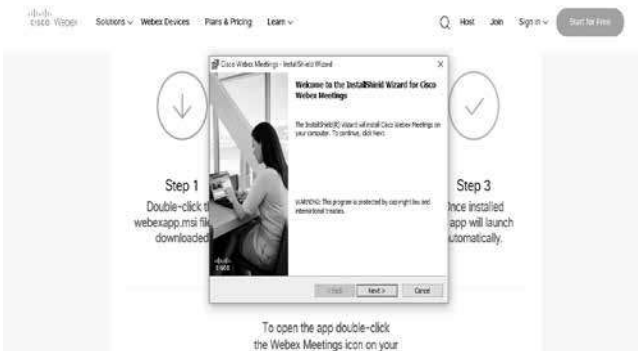 cisco Webex Solutions Webex Devices Plans & Pricing Learn Host Join Sign in Start for Free
Cisco Webex Meetings - InstallShield Wizard
Welcome to the InstallShield Wizard for Cisco
Webex Meetings
The InstallShield(R) Wizard will install Cisco Webex Meetings on
your computer. To continue, click Next.
WARNING: This program is protected by copyright law and
international treaties.
CISCO
< Back Next > Cancel
Step 1
Double-click t
webexapp.msi file
downloaded
Step 3
Once installed
app will launch
automatically.
To open the app double-click
the Webex Meetings icon on your